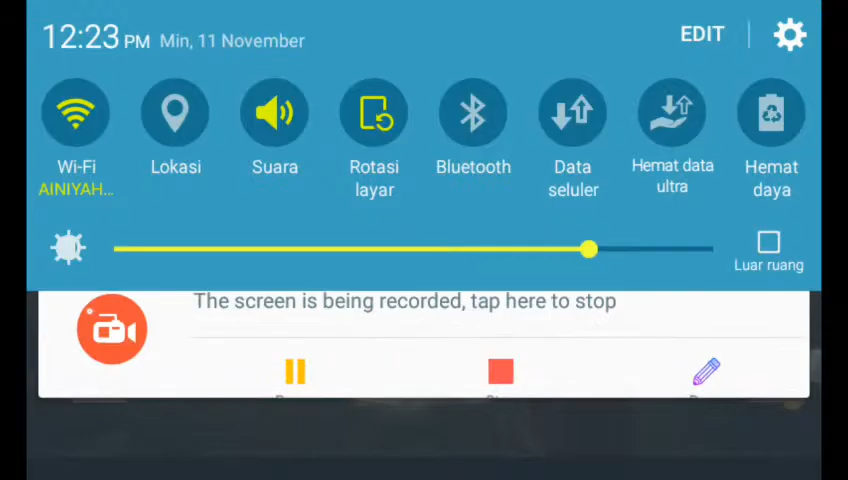 12:23 PM Min, 11 November EDIT
Wi-Fi Lokasi Suara Rotasi layar Bluetooth Data seluler Hemat data ultra Hemat daya
AINIYAH...
Luar ruang
The screen is being recorded, tap here to stop